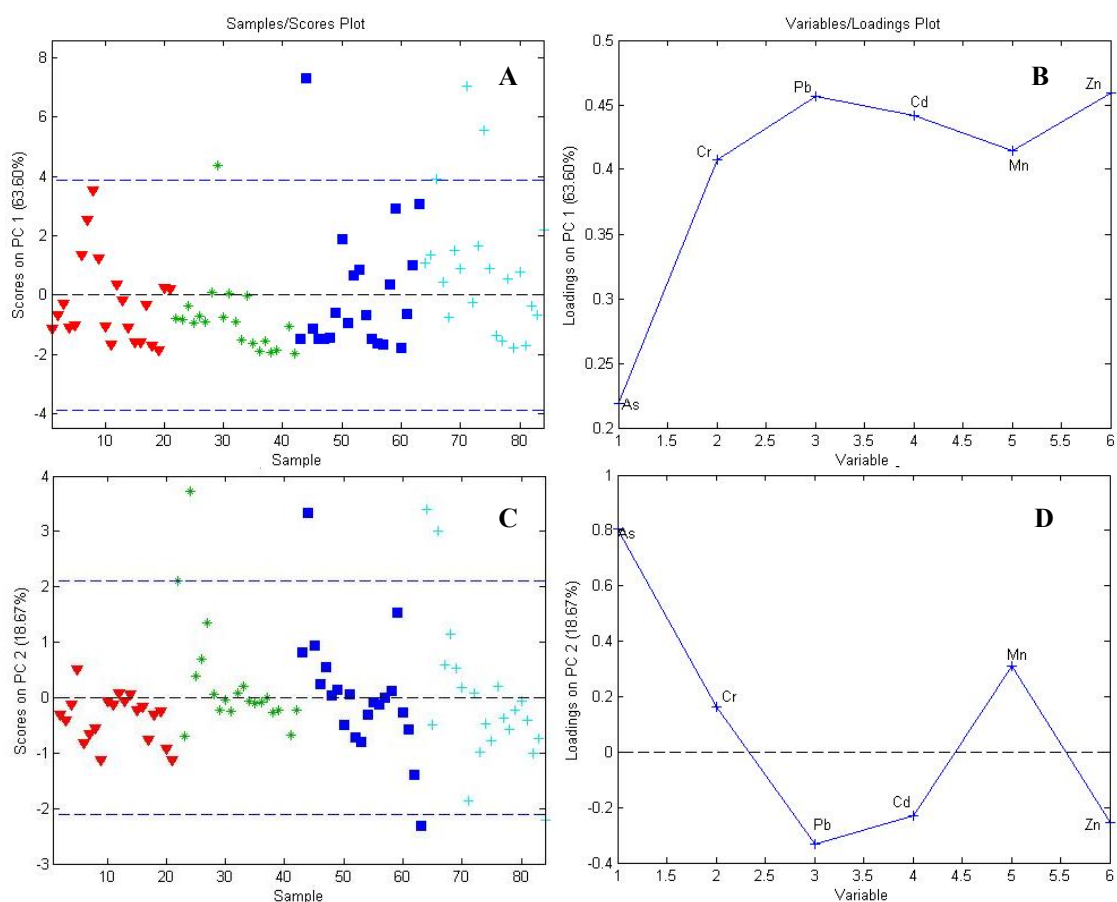 Samples/Scores Plot
A
Scores on PC 1 (63.60%)
8
6
4
2
0
-2
-4
10 20 30 40 50 60 70 80
Sample
Variables/Loadings Plot
B
Loadings on PC 1 (63.60%)
0.5
0.45
0.4
0.35
0.3
0.25
0.2
As
Cr
Pb
Cd
Mn
Zn
1 1.5 2 2.5 3 3.5 4 4.5 5 5.5 6
Variable
C
Scores on PC 2 (18.67%)
4
3
2
1
0
-1
-2
-3
10 20 30 40 50 60 70 80
Sample
D
Loadings on PC 2 (18.67%)
1
0.8
0.6
0.4
0.2
0
-0.2
-0.4
As
Cr
Pb
Cd
Mn
Zn
1 1.5 2 2.5 3 3.5 4 4.5 5 5.5 6
Variable